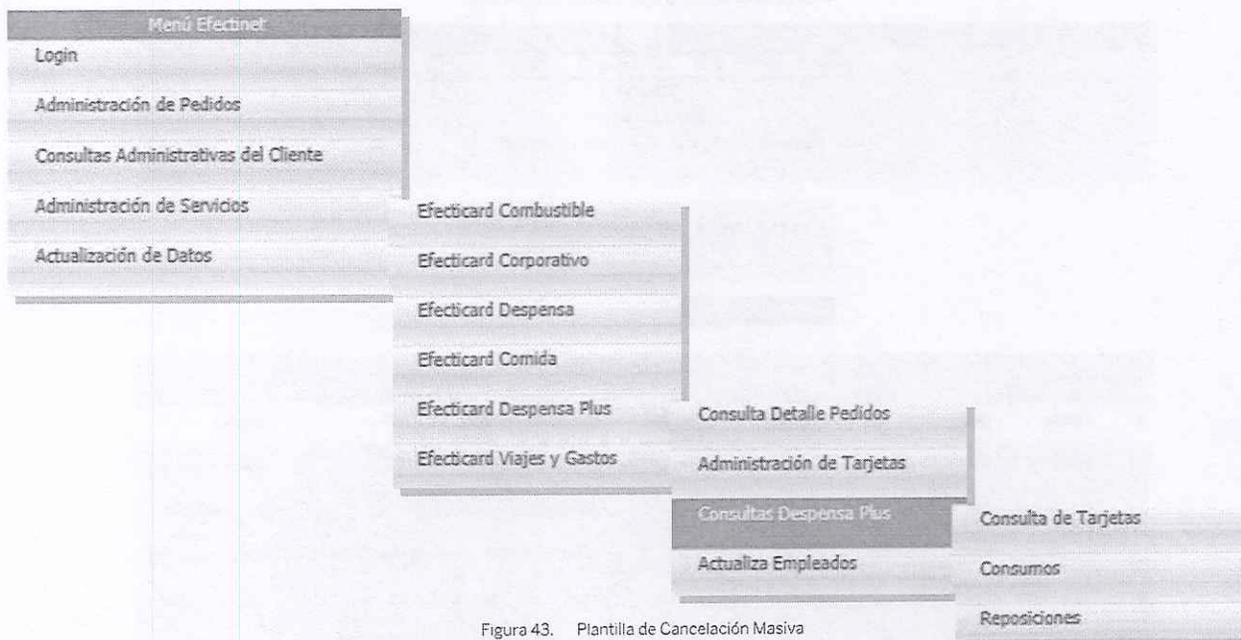 Menú Efectinet
Login
Administración de Pedidos
Consultas Administrativas del Cliente
Administración de Servicios
Actualización de Datos
Efecticard Combustible
Efecticard Corporativo
Efecticard Despensa
Efecticard Comida
Efecticard Despensa Plus
Efecticard Viajes y Gastos
Consulta Detalle Pedidos
Administración de Tarjetas
Consultas Despensa Plus
Actualiza Empleados
Consulta de Tarjetas
Consumos
Reposiciones
Figura 43. Plantilla de Cancelación Masiva